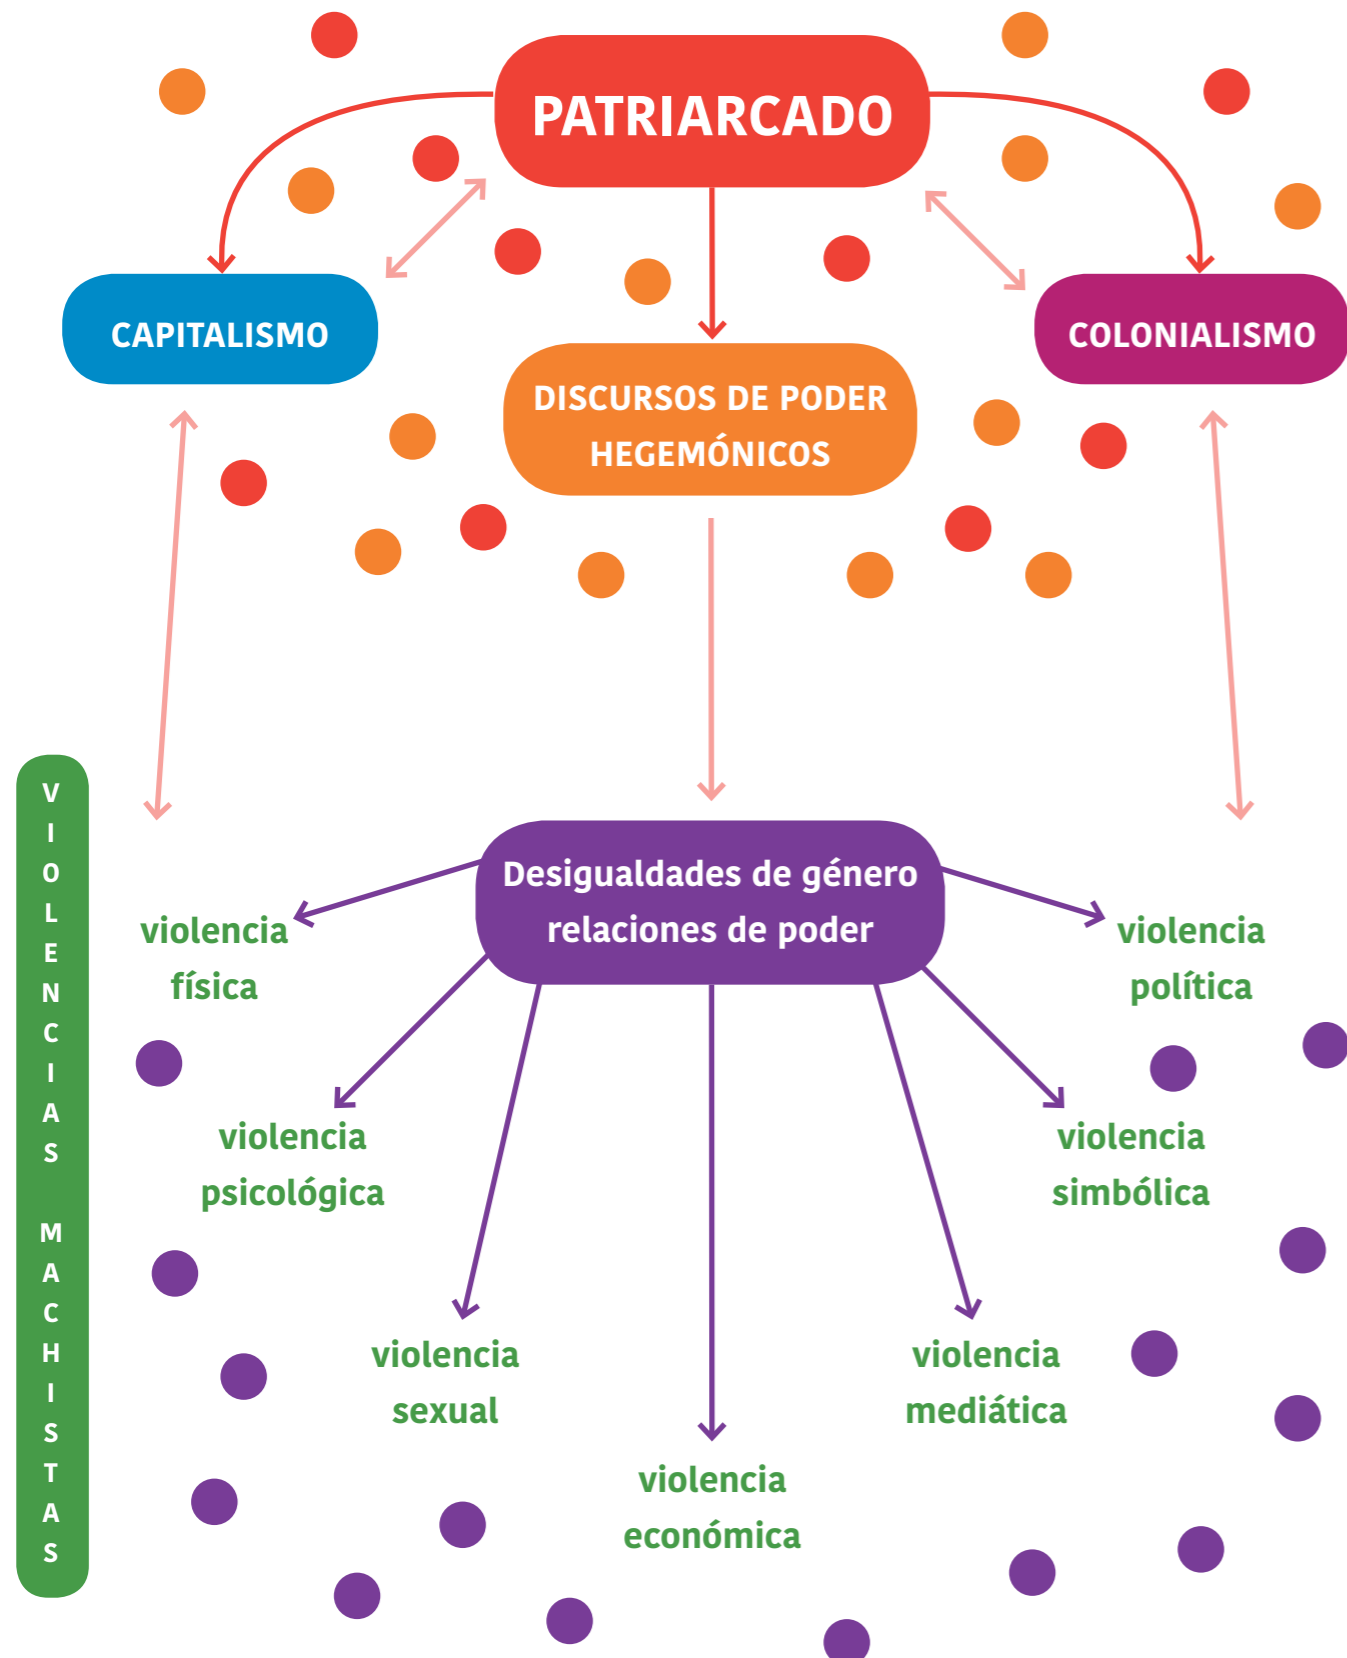 PATRIARCADO
CAPITALISMO
COLONIALISMO
DISCURSOS DE PODER
HEGEMÓNICOS
VIOLENCIAS MACHISTAS
Desigualdades de género
relaciones de poder
violencia
física
violencia
política
violencia
psicológica
violencia
simbólica
violencia
sexual
violencia
mediática
violencia
económica